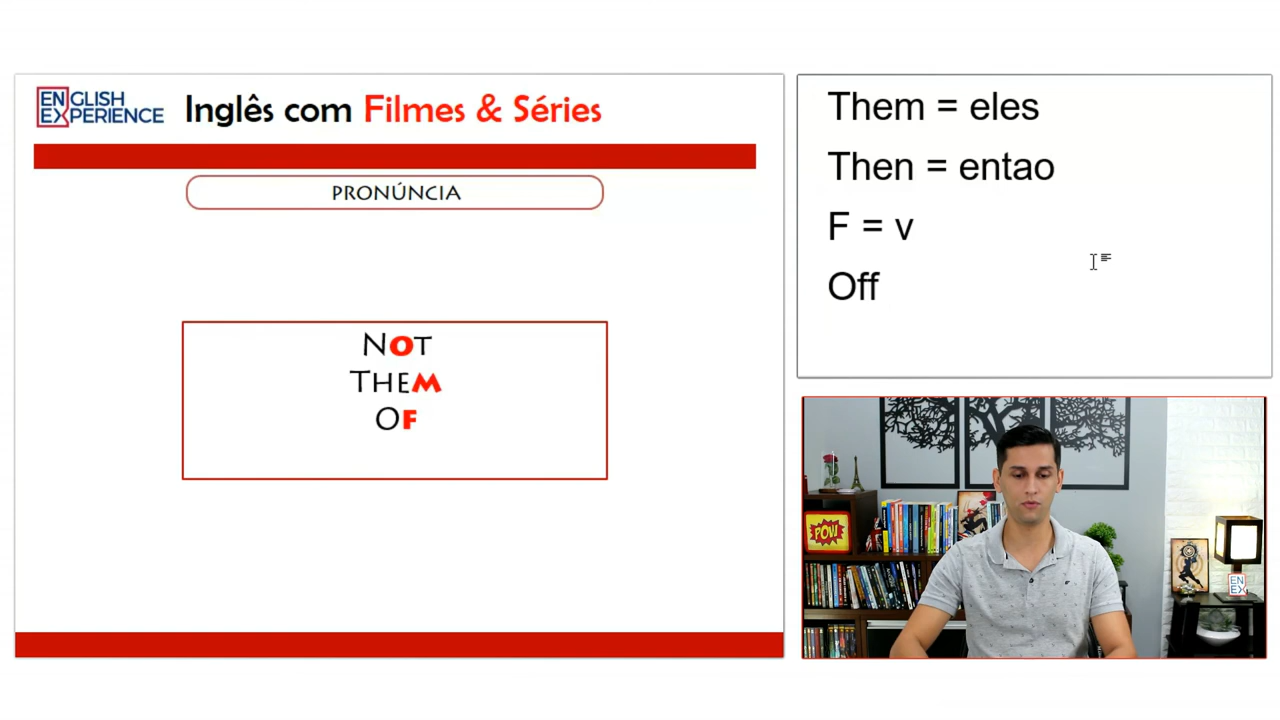 ENGLISH
EXPERIENCE
Inglês com Filmes & Séries
PRONÚNCIA
NOT
THEM
OF
Them = eles
Then = entao
F = v
Off
POW
EN
EX